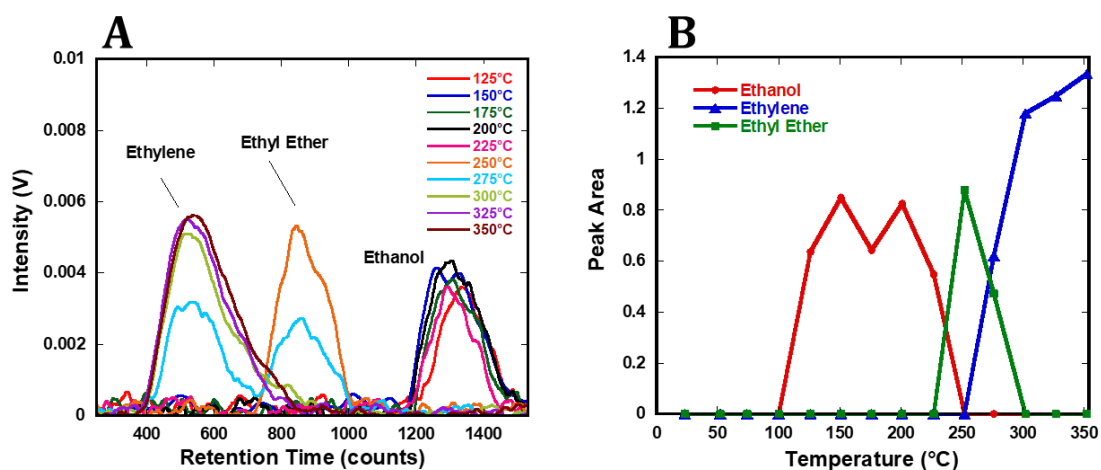 A
0.01
0.008
0.006
0.004
0.002
0
Intensity (V)
400 600 800 1000 1200 1400
Retention Time (counts)
Ethylene
Ethyl Ether
Ethanol
125°C
150°C
175°C
200°C
225°C
250°C
275°C
300°C
325°C
350°C
B
1.4
1.2
1
0.8
0.6
0.4
0.2
0
Peak Area
Ethanol
Ethylene
Ethyl Ether
0 50 100 150 200 250 300 350
Temperature (°C)